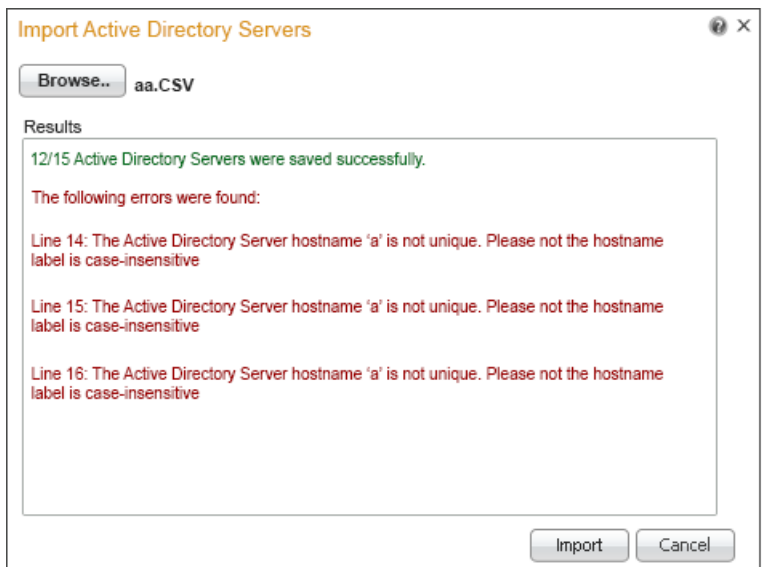 Import Active Directory Servers
Browse.. aa.CSV
Results
12/15 Active Directory Servers were saved successfully.
The following errors were found:
Line 14: The Active Directory Server hostname 'a' is not unique. Please not the hostname
label is case-insensitive
Line 15: The Active Directory Server hostname 'a' is not unique. Please not the hostname
label is case-insensitive
Line 16: The Active Directory Server hostname 'a' is not unique. Please not the hostname
label is case-insensitive
Import Cancel